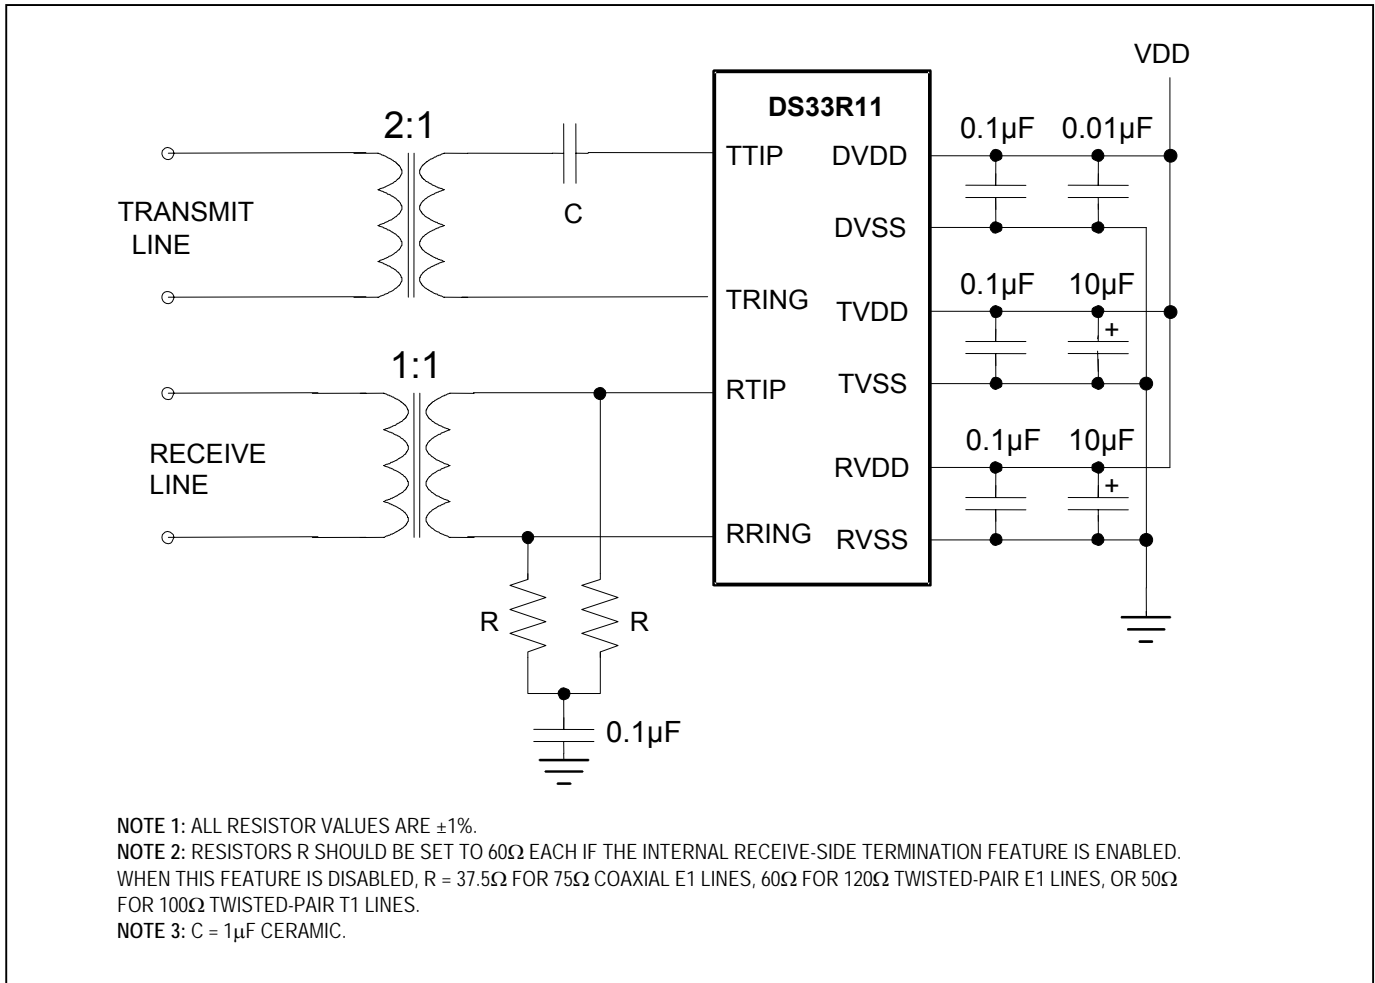 VDD
DS33R11
2:1
0.1µF 0.01µF
TTIP DVDD
TRANSMIT
LINE
C
DVSS
0.1µF 10µF
TRING TVDD
+
1:1
RTIP TVSS
0.1µF 10µF
RECEIVE
LINE
RVDD
+
RRING RVSS
R R
0.1µF
NOTE 1: ALL RESISTOR VALUES ARE ±1%.
NOTE 2: RESISTORS R SHOULD BE SET TO 60Ω EACH IF THE INTERNAL RECEIVE-SIDE TERMINATION FEATURE IS ENABLED.
WHEN THIS FEATURE IS DISABLED, R = 37.5Ω FOR 75Ω COAXIAL E1 LINES, 60Ω FOR 120Ω TWISTED-PAIR E1 LINES, OR 50Ω
FOR 100Ω TWISTED-PAIR T1 LINES.
NOTE 3: C = 1µF CERAMIC.